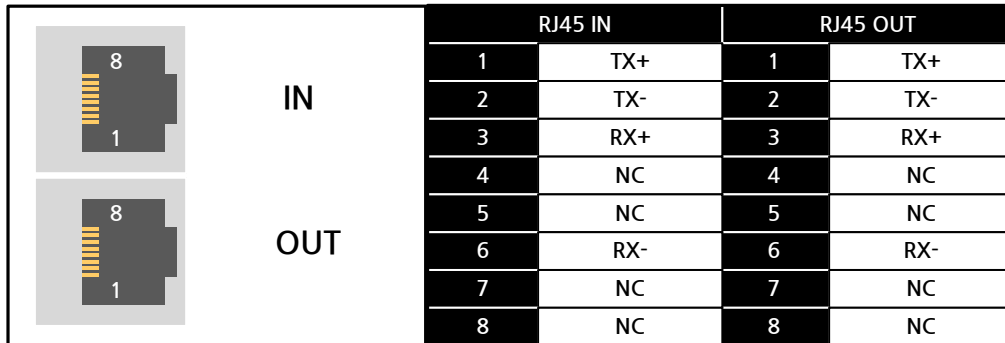 8
1
IN
8
1
OUT
RJ45 IN RJ45 OUT
1 TX+ 1 TX+
2 TX- 2 TX-
3 RX+ 3 RX+
4 NC 4 NC
5 NC 5 NC
6 RX- 6 RX-
7 NC 7 NC
8 NC 8 NC